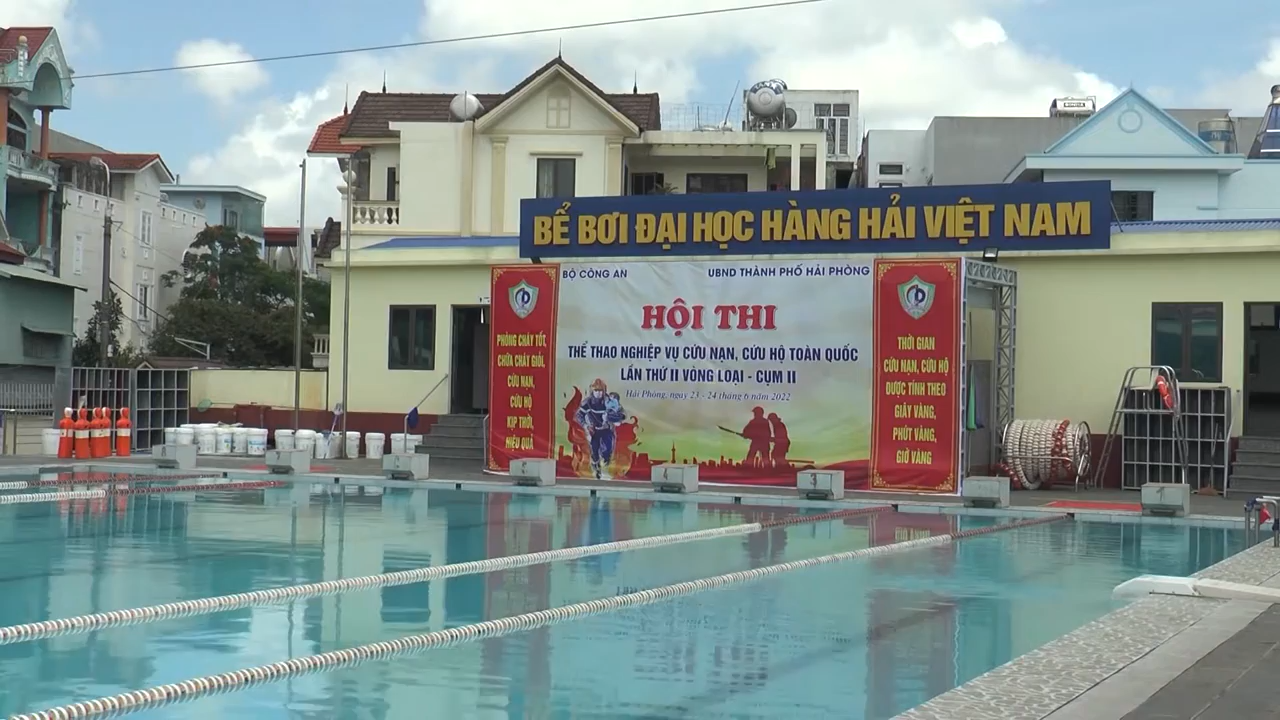 BỂ BƠI ĐẠI HỌC HÀNG HẢI VIỆT NAM
BỘ CÔNG AN
UBND THÀNH PHỐ HẢI PHÒNG
HỘI THI
THỂ THAO NGHIỆP VỤ CỨU NẠN, CỨU HỘ TOÀN QUỐC
LẦN THỨ II VÒNG LOẠI - CỤM II
Hải Phòng, ngày 23 - 24 tháng 6 năm 2022
PHÒNG CHÁY TỐT,
CHỮA CHÁY GIỎI,
CỨU NẠN,
CỨU HỘ
KỊP THỜI,
HIỆU QUẢ
THỜI GIAN
CỨU NẠN, CỨU HỘ
ĐƯỢC TÍNH THEO
GIÂY VÀNG,
PHÚT VÀNG,
GIỜ VÀNG